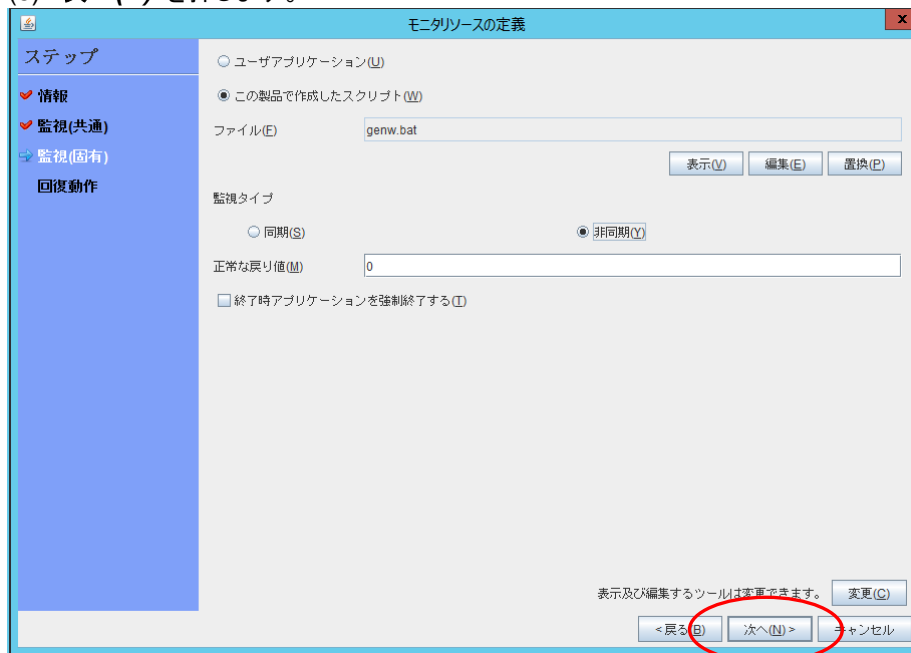 モニタリソースの定義
ステップ
ユーザアプリケーション(U)
情報
この製品で作成したスクリプト(W)
監視(共通)
ファイル(F) genw.bat
監視(固有)
表示(V) 編集(E) 置換(P)
回復動作
監視タイプ
同期(S) 非同期(Y)
正常な戻り値(M) 0
終了時アプリケーションを強制終了する(T)
表示及び編集するツールは変更できます。 変更(C)
<戻る(B) 次へ(N)> キャンセル